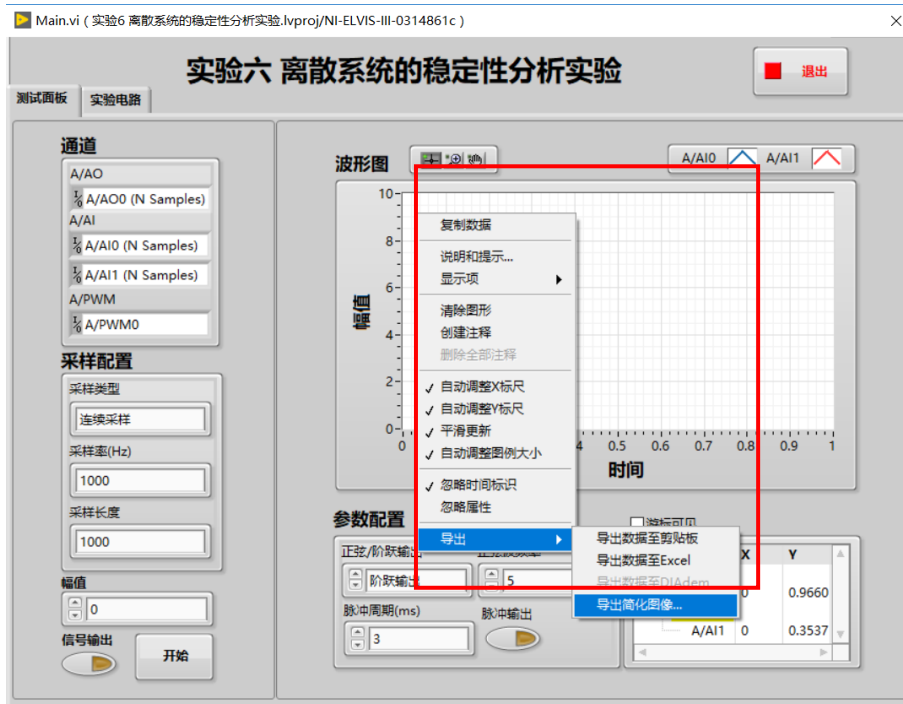 Main.vi（实验6 离散系统的稳定性分析实验.lvproj/NI-ELVIS-III-0314861c）
实验六 离散系统的稳定性分析实验
退出
测试面板
实验电路
通道
A/AO
A/AO0 (N Samples)
A/AI
A/AI0 (N Samples)
A/AI1 (N Samples)
A/PWM
A/PWM0
采样配置
采样类型
连续采样
采样率(Hz)
1000
采样长度
1000
幅值
0
信号输出
开始
波形图
A/AI0
A/AI1
幅值
10
8
6
4
2
0
0
4
0.5
0.6
0.7
0.8
0.9
1
时间
复制数据
说明和提示...
显示项
清除图形
创建注释
删除全部注释
自动调整X标尺
自动调整Y标尺
平滑更新
自动调整图例大小
忽略时间标识
忽略属性
导出
导出数据至剪贴板
导出数据至Excel
导出数据至DIAdem
导出简化图像...
参数配置
正弦/阶跃输出
阶跃输出
5
脉冲周期(ms)
3
脉冲输出
游标可见
X
Y
0
0.9660
A/AI1
0
0.3537